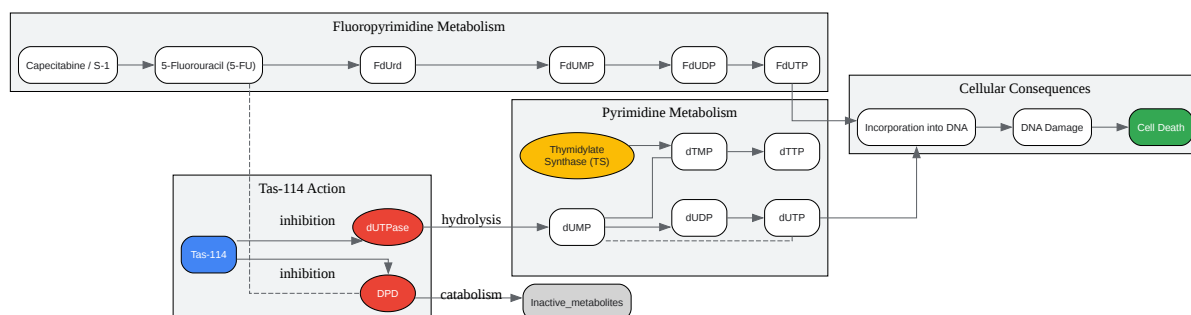 Fluoropyrimidine Metabolism
Capecitabine / S-1
5-Fluorouracil (5-FU)
FdUrd
FdUMP
FdUDP
FdUTP
Cellular Consequences
Incorporation into DNA
DNA Damage
Cell Death
Pyrimidine Metabolism
Thymidylate
Synthase (TS)
dTMP
dTTP
dUMP
dUDP
dUTP
Tas-114 Action
inhibition
dUTPase
hydrolysis
Tas-114
inhibition
DPD
catabolism
Inactive_metabolites